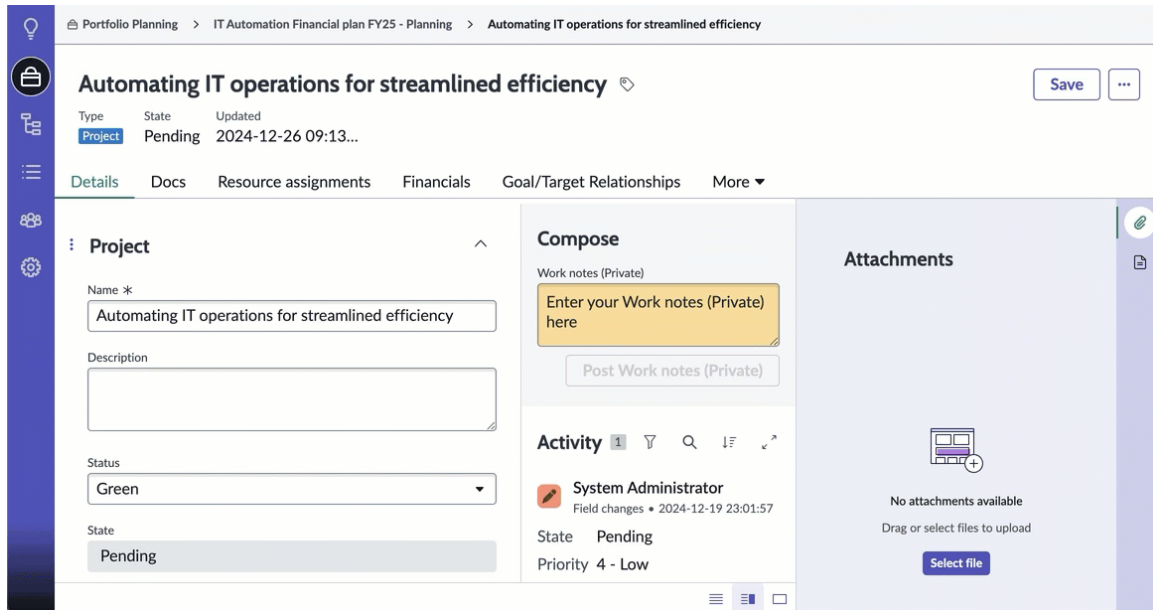 Portfolio Planning > IT Automation Financial plan FY25 - Planning > Automating IT operations for streamlined efficiency
Automating IT operations for streamlined efficiency
Save
...
Type State Updated
Project Pending 2024-12-26 09:13...
Details Docs Resource assignments Financials Goal/Target Relationships More
Project
Name *
Automating IT operations for streamlined efficiency
Description
Status
Green
State
Pending
Compose
Work notes (Private)
Enter your Work notes (Private)
here
Post Work notes (Private)
Activity 1
System Administrator
Field changes • 2024-12-19 23:01:57
State Pending
Priority 4 - Low
Attachments
No attachments available
Drag or select files to upload
Select file